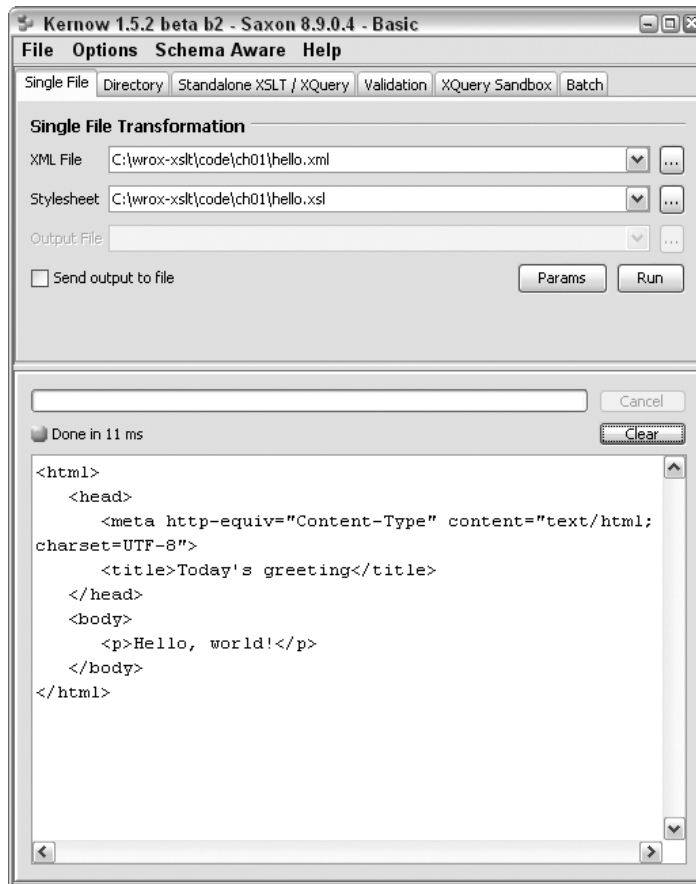 Kernow 1.5.2 beta b2 - Saxon 8.9.0.4 - Basic
File Options Schema Aware Help
Single File Directory Standalone XSLT / XQuery Validation XQuery Sandbox Batch
Single File Transformation
XML File C:\wrox-xslt\code\ch01\hello.xml ...
Stylesheet C:\wrox-xslt\code\ch01\hello.xsl ...
Output File ...
Send output to file Params Run
Cancel
Done in 11 ms Clear
<html>
   <head>
      <meta http-equiv="Content-Type" content="text/html;
charset=UTF-8">
      <title>Today's greeting</title>
   </head>
   <body>
      <p>Hello, world!</p>
   </body>
</html>